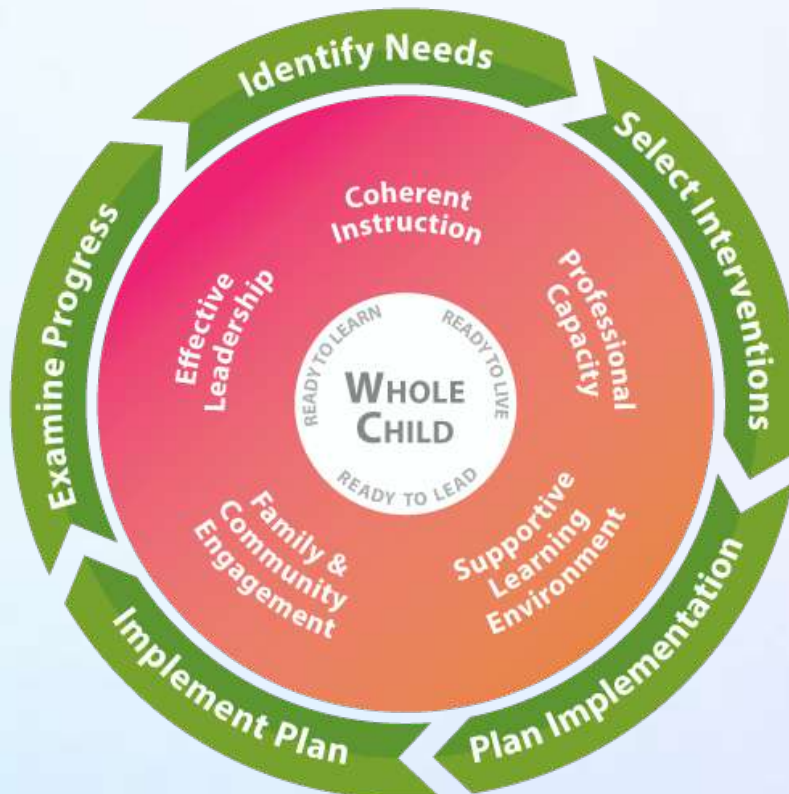 Identify Needs
Select Interventions
Plan Implementation
Implement Plan
Examine Progress
Coherent
Instruction
Professional
Capacity
Supportive
Learning
Environment
Family &
Community
Engagement
Effective
Leadership
READY TO LEARN
READY TO LIVE
READY TO LEAD
WHOLE
CHILD